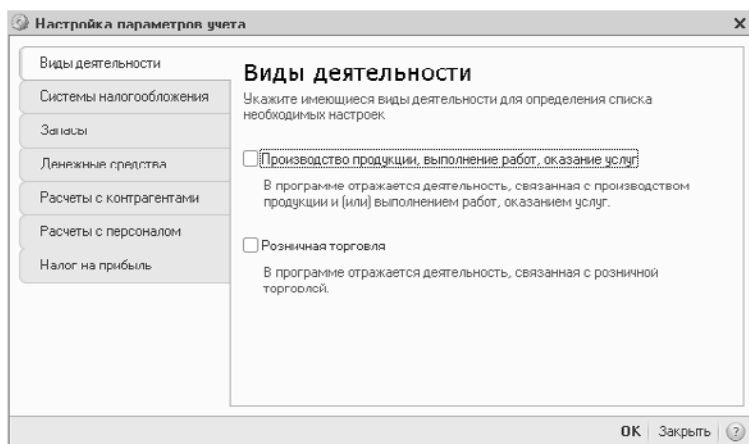 Настройка параметров учета
Виды деятельности
Системы налогообложения
Запасы
Денежные средства
Расчеты с контрагентами
Расчеты с персоналом
Налог на прибыль
Виды деятельности
Укажите имеющиеся виды деятельности для определения списка
необходимых настроек
Производство продукции, выполнение работ, оказание услуг
В программе отражается деятельность, связанная с производством
продукции и (или) выполнением работ, оказанием услуг.
Розничная торговля
В программе отражается деятельность, связанная с розничной
торговлей.
OK Закрыть ?